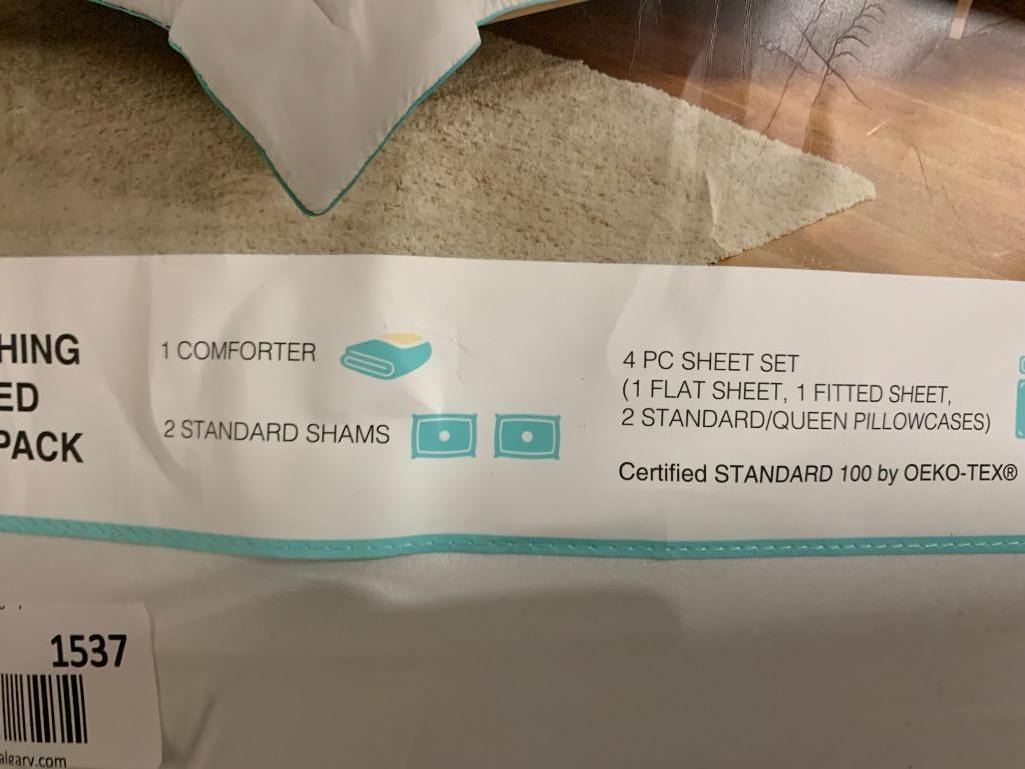 1 COMFORTER
2 STANDARD SHAMS
4 PC SHEET SET
(1 FLAT SHEET, 1 FITTED SHEET,
2 STANDARD/QUEEN PILLOWCASES)
Certified STANDARD 100 by OEKO-TEX®
HING
ED
PACK
1537
algary.com